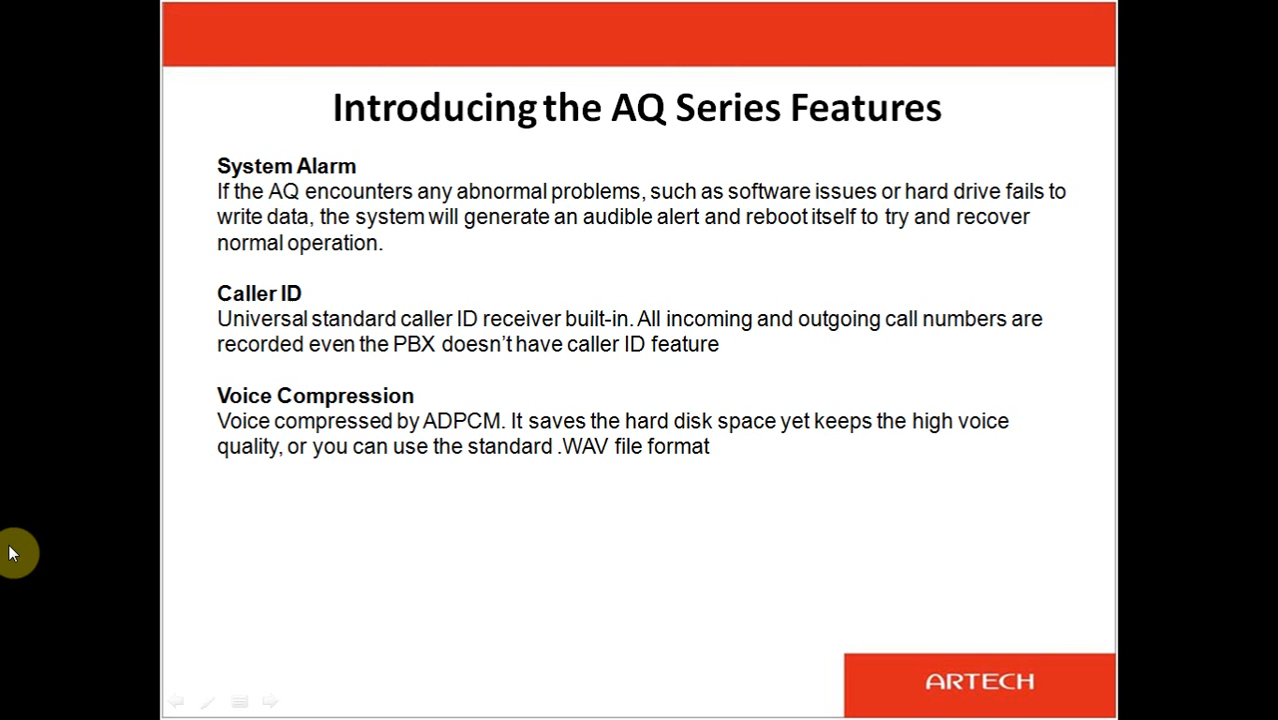 Introducing the AQ Series Features
System Alarm
If the AQ encounters any abnormal problems, such as software issues or hard drive fails to
write data, the system will generate an audible alert and reboot itself to try and recover
normal operation.
Caller ID
Universal standard caller ID receiver built-in. All incoming and outgoing call numbers are
recorded even the PBX doesn’t have caller ID feature
Voice Compression
Voice compressed by ADPCM. It saves the hard disk space yet keeps the high voice
quality, or you can use the standard .WAV file format
ARTECH